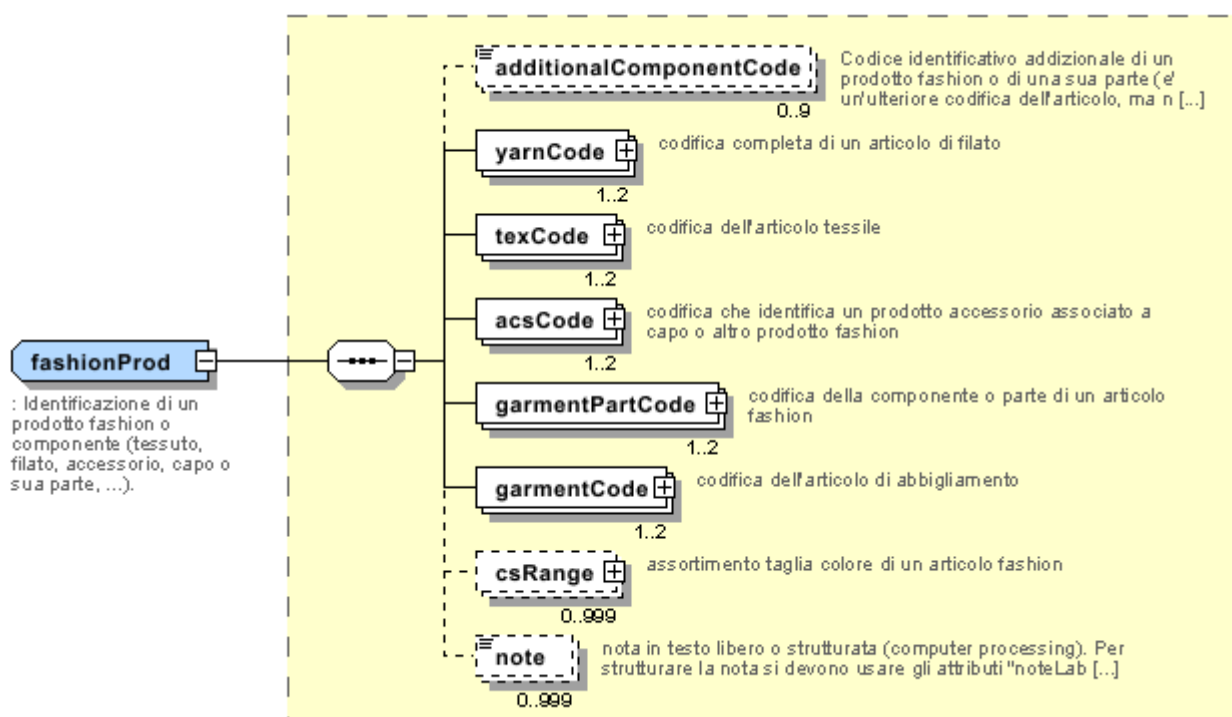 additionalComponentCode
0..9
Codice identificativo addizionale di un
prodotto fashion o di una sua parte (e'
un'ulteriore codifica dell'articolo, ma n [...]
yarnCode
1..2
codifica completa di un articolo di filato
texCode
1..2
codifica dell'articolo tessile
acsCode
1..2
codifica che identifica un prodotto accessorio associato a
capo o altro prodotto fashion
fashionProd
: Identificazione di un
prodotto fashion o
componente (tessuto,
filato, accessorio, capo o
sua parte, ...).
garmentPartCode
1..2
codifica della componente o parte di un articolo
fashion
garmentCode
1..2
codifica dell'articolo di abbigliamento
csRange
0..999
assortimento taglia colore di un articolo fashion
note
0..999
nota in testo libero o strutturata (computer processing). Per
strutturare la nota si devono usare gli attributi "noteLab [...]